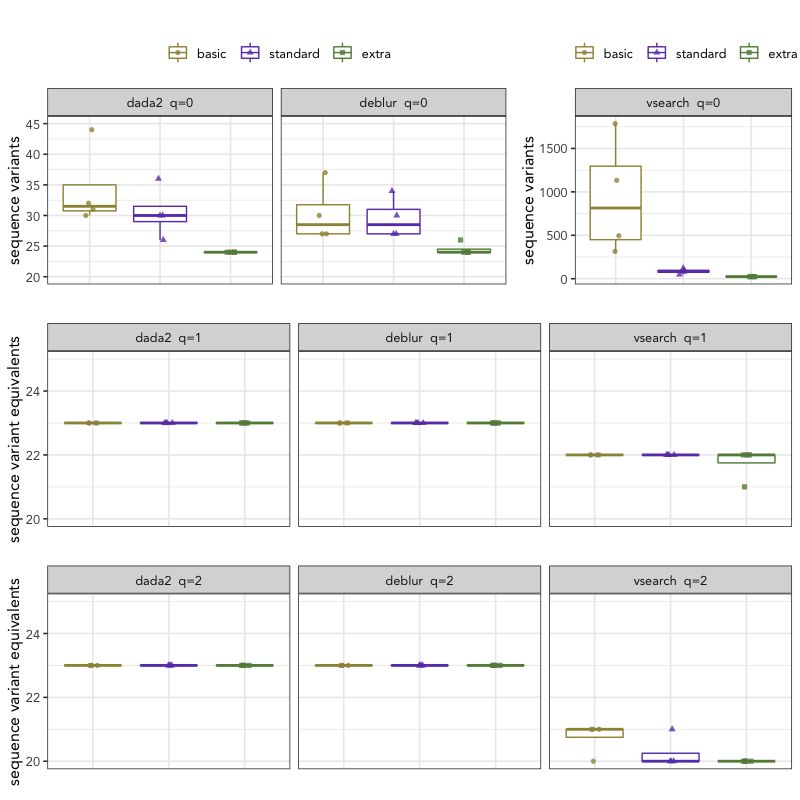 basic standard extra
basic standard extra
dada2 q=0
deblur q=0
vsearch q=0
sequence variants
45
40
35
30
25
20
sequence variants
1500
1000
500
0
dada2 q=1
deblur q=1
vsearch q=1
sequence variant equivalents
24
22
20
dada2 q=2
deblur q=2
vsearch q=2
sequence variant equivalents
24
22
20